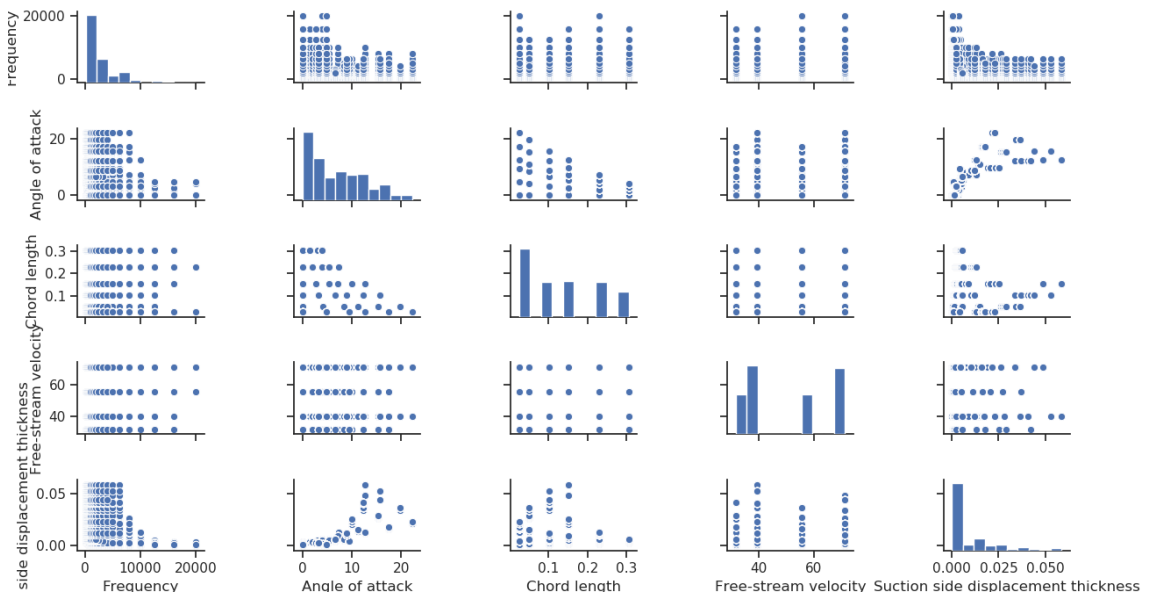 20000
0
Frequency
20
0
Angle of attack
0.3
0.2
0.1
Chord length
60
40
Free-stream velocity
0.05
0.00
side displacement thickness
0 10000 20000
0 10 20
0.1 0.2 0.3
40 60
0.000 0.025 0.050
Frequency Angle of attack Chord length Free-stream velocity Suction side displacement thickness